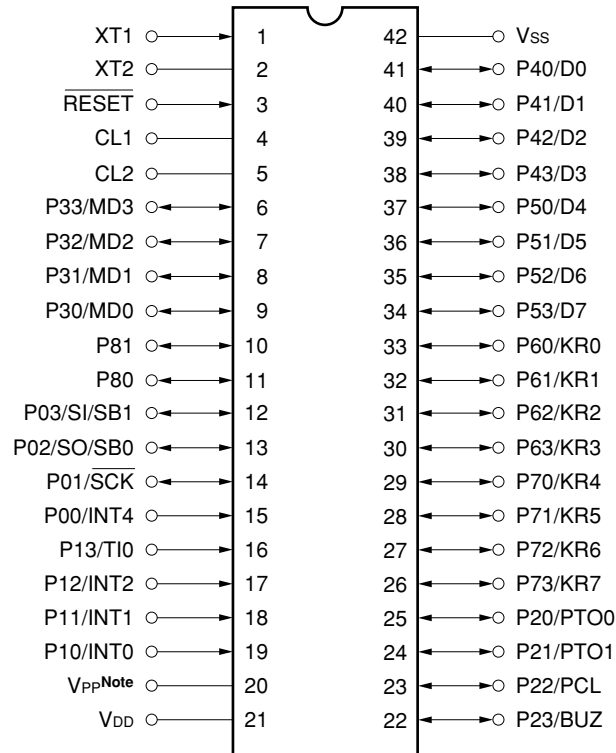 XT1 1 42 Vss
XT2 2 41 P40/D0
RESET 3 40 P41/D1
CL1 4 39 P42/D2
CL2 5 38 P43/D3
P33/MD3 6 37 P50/D4
P32/MD2 7 36 P51/D5
P31/MD1 8 35 P52/D6
P30/MD0 9 34 P53/D7
P81 10 33 P60/KR0
P80 11 32 P61/KR1
P03/SI/SB1 12 31 P62/KR2
P02/SO/SB0 13 30 P63/KR3
P01/SCK 14 29 P70/KR4
P00/INT4 15 28 P71/KR5
P13/TI0 16 27 P72/KR6
P12/INT2 17 26 P73/KR7
P11/INT1 18 25 P20/PTO0
P10/INT0 19 24 P21/PTO1
VPP Note 20 23 P22/PCL
VDD 21 22 P23/BUZ